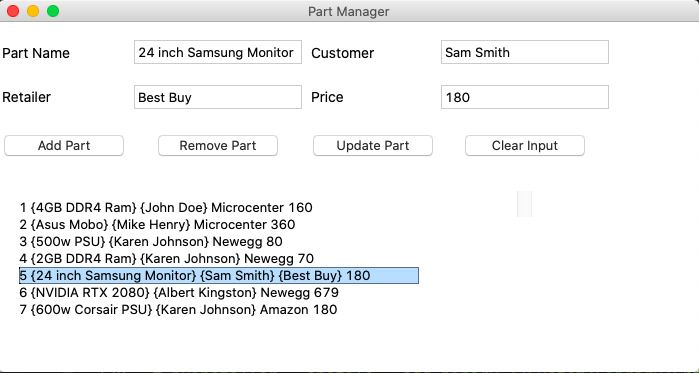 Part Manager
Part Name 24 inch Samsung Monitor Customer Sam Smith
Retailer Best Buy Price 180
Add Part Remove Part Update Part Clear Input
1 {4GB DDR4 Ram} {John Doe} Microcenter 160
2 {Asus Mobo} {Mike Henry} Microcenter 360
3 {500w PSU} {Karen Johnson} Newegg 80
4 {2GB DDR4 Ram} {Karen Johnson} Newegg 70
5 {24 inch Samsung Monitor} {Sam Smith} {Best Buy} 180
6 {NVIDIA RTX 2080} {Albert Kingston} Newegg 679
7 {600w Corsair PSU} {Karen Johnson} Amazon 180